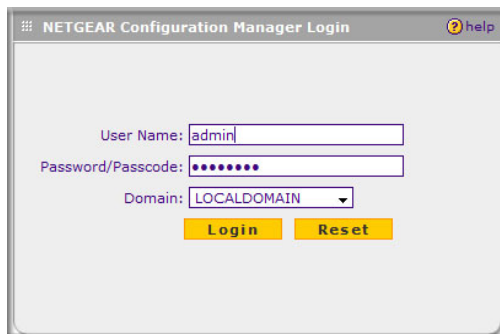 NETGEAR Configuration Manager Login ? help
User Name: admin
Password/Passcode: ••••••••
Domain: LOCALDOMAIN
Login Reset